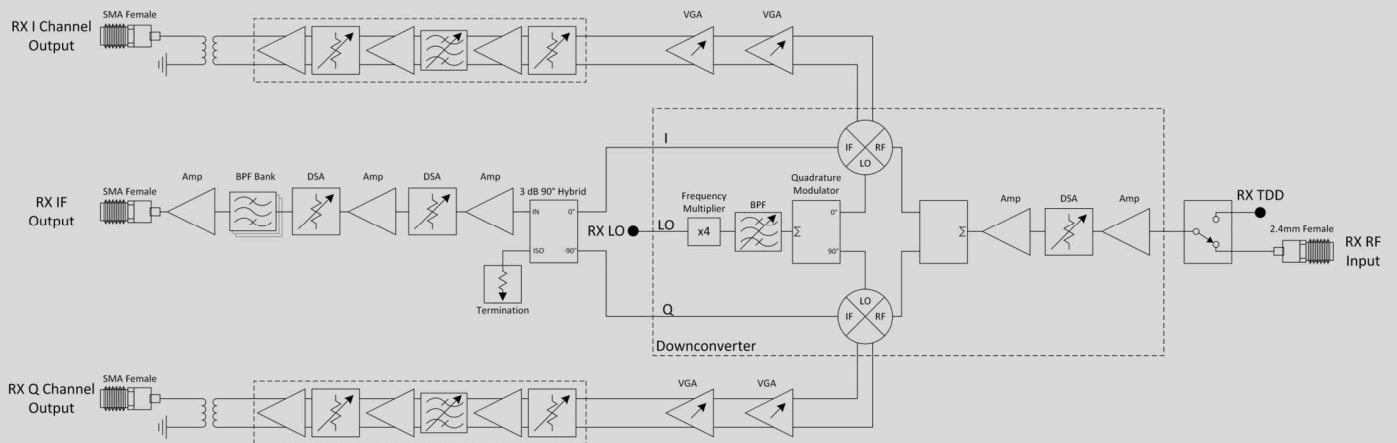 RX I Channel
Output
SMA Female
VGA
VGA
I
IF
RF
LO
RX IF
Output
SMA Female
Amp
BPF Bank
DSA
Amp
DSA
Amp
3 dB 90° Hybrid
IN
0°
ISO
-90°
Termination
RX LO
LO
Frequency
Multiplier
x4
BPF
Quadrature
Modulator
Σ
0°
90°
Σ
Amp
DSA
Amp
RX TDD
2.4mm Female
RX RF
Input
Q
LO
IF
RF
Downconverter
RX Q Channel
Output
SMA Female
VGA
VGA